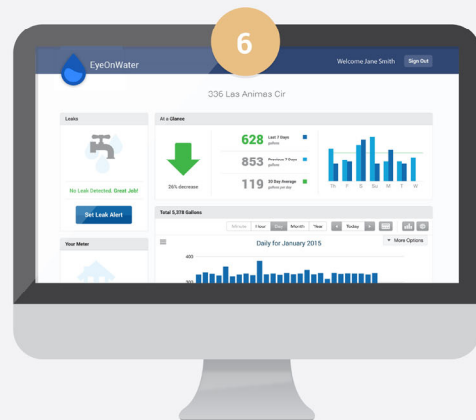 6
EyeOnWater
Welcome Jane Smith
Sign Out
336 Las Animas Cir
Leaks
No Leak Detected. Great Job!
Set Leak Alert
Your Meter
At a Glance
26% decrease
628 Last 7 Days gallons
853 Previous 7 Days gallons
119 30 Day Average gallons per day
Th F S Su M T W
Total 5,378 Gallons
Minute Hour Day Month Year Today
More Options
Daily for January 2015
400